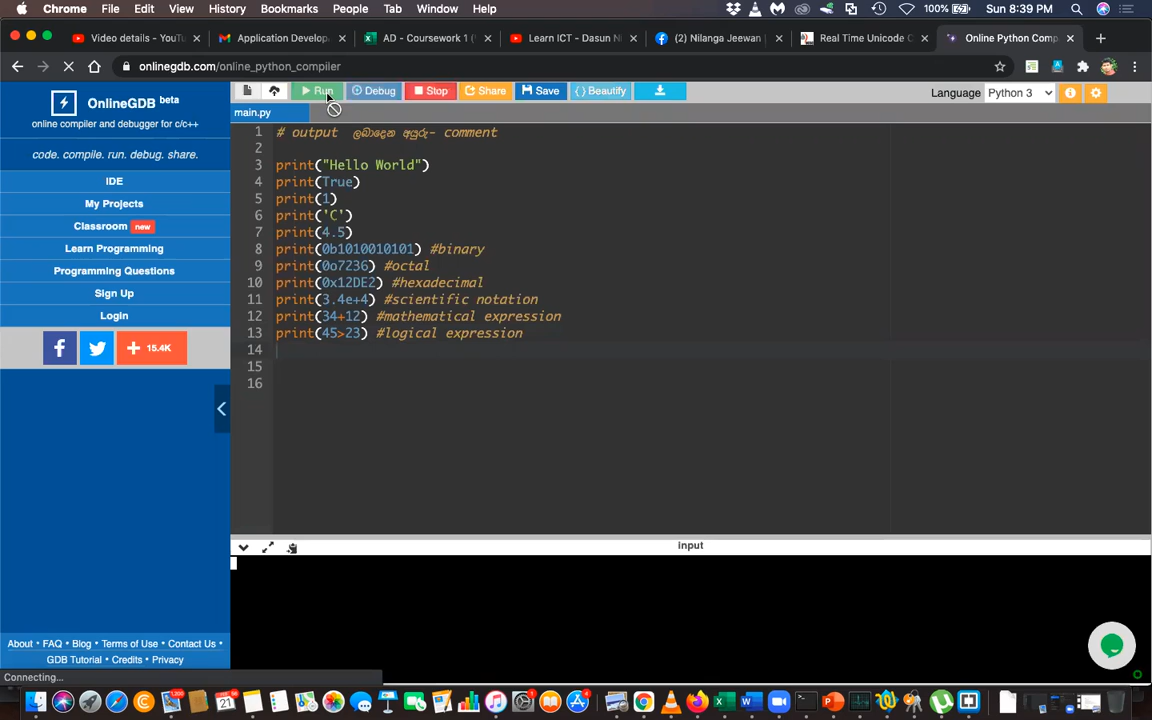 Chrome File Edit View History Bookmarks People Tab Window Help 100% Sun 8:39 PM
Video details - YouT Gmail Application Develop AD - Coursework 1 ( Learn ICT - Dasun Ni (2) Nilanga Jeewan Real Time Unicode C Online Python Comp
onlinegdb.com/online_python_compiler
Run Debug Stop Share Save {} Beautify Language Python 3
OnlineGDB beta
online compiler and debugger for c/c++
code. compile. run. debug. share.
IDE
My Projects
Classroom new
Learn Programming
Programming Questions
Sign Up
Login
f + 15.4K
main.py
1 # output ලබාදෙන අයුරු- comment
2
3 print("Hello World")
4 print(True)
5 print(1)
6 print('C')
7 print(4.5)
8 print(0b1010010101) #binary
9 print(0o7236) #octal
10 print(0x12DE2) #hexadecimal
11 print(3.4e+4) #scientific notation
12 print(34+12) #mathematical expression
13 print(45>23) #logical expression
14
15
16
input
About • FAQ • Blog • Terms of Use • Contact Us •
GDB Tutorial • Credits • Privacy
Connecting...